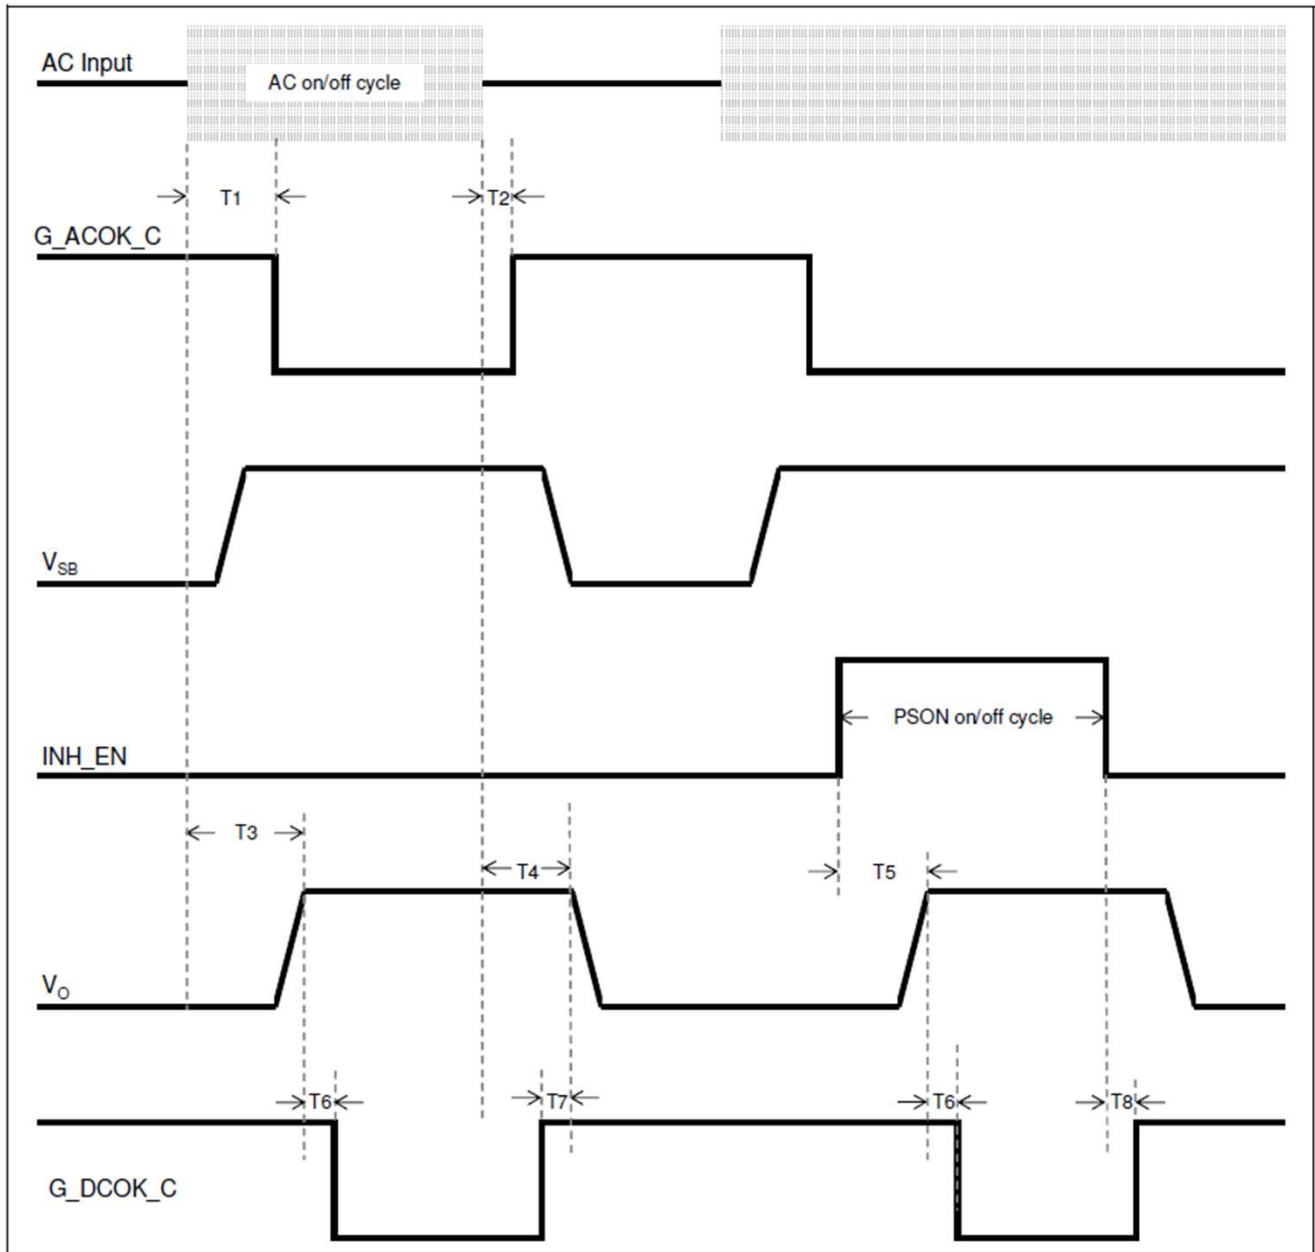 AC Input
AC on/off cycle
T1
T2
G_ACOK_C
VSB
PSON on/off cycle
INH_EN
T3
T4
T5
VO
T6
T7
T6
T8
G_DCOK_C